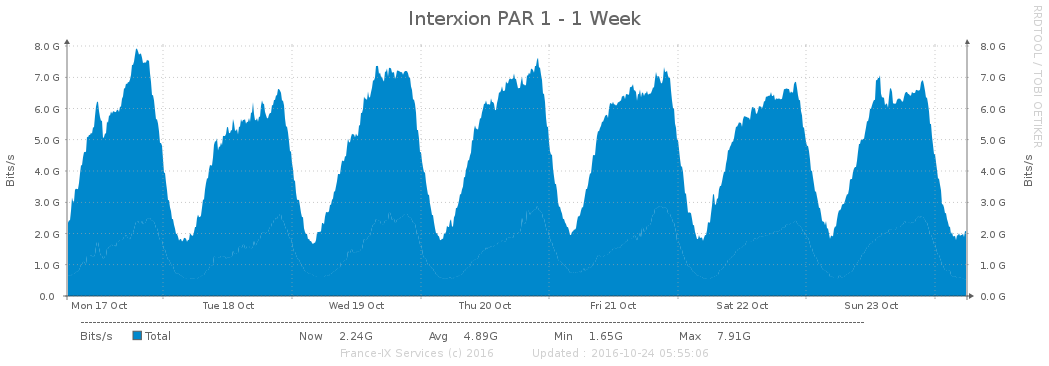 Interxion PAR 1 - 1 Week
RRDTOOL / TOBI OETIKER
Bits/s
8.0 G 8.0 G
7.0 G 7.0 G
6.0 G 6.0 G
5.0 G 5.0 G
4.0 G 4.0 G
3.0 G 3.0 G
2.0 G 2.0 G
1.0 G 1.0 G
0.0 0.0 G
Bits/s
Mon 17 Oct Tue 18 Oct Wed 19 Oct Thu 20 Oct Fri 21 Oct Sat 22 Oct Sun 23 Oct
Bits/s Total Now 2.24G Avg 4.89G Min 1.65G Max 7.91G
France-IX Services (c) 2016 Updated : 2016-10-24 05:55:06